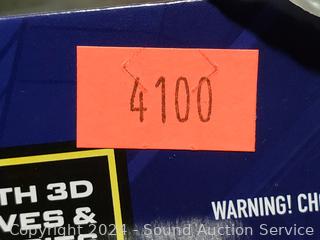 4100
TH 3D
VES &
WARNING! CH
Copyright 2024 - Sound Auction Service